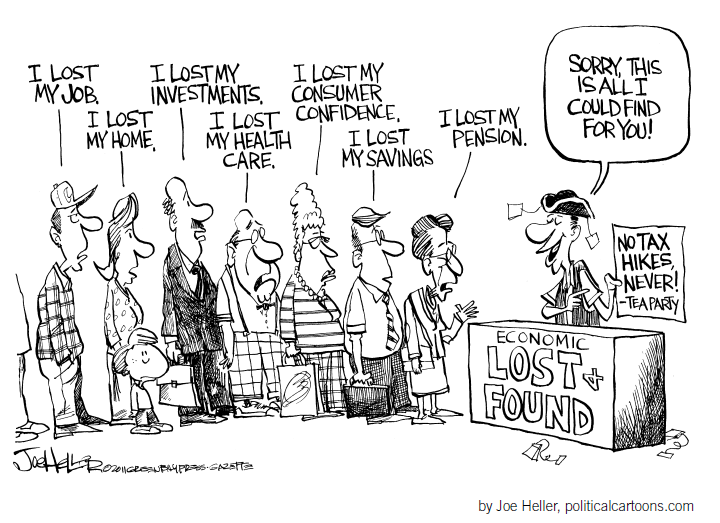 I LOST
MY JOB.
I LOST
MY HOME.
I LOST MY
INVESTMENTS.
I LOST
MY HEALTH
CARE.
I LOST MY
CONSUMER
CONFIDENCE.
I LOST
MY SAVINGS
I LOST MY
PENSION.
SORRY, THIS
IS ALL I
COULD FIND
FOR YOU!
NO TAX
HIKES,
NEVER!
-TEA PARTY
ECONOMIC
LOST &
FOUND
JOE HELLER ©2011 GREEN BAY PRESS-GAZETTE
by Joe Heller, politicalcartoons.com